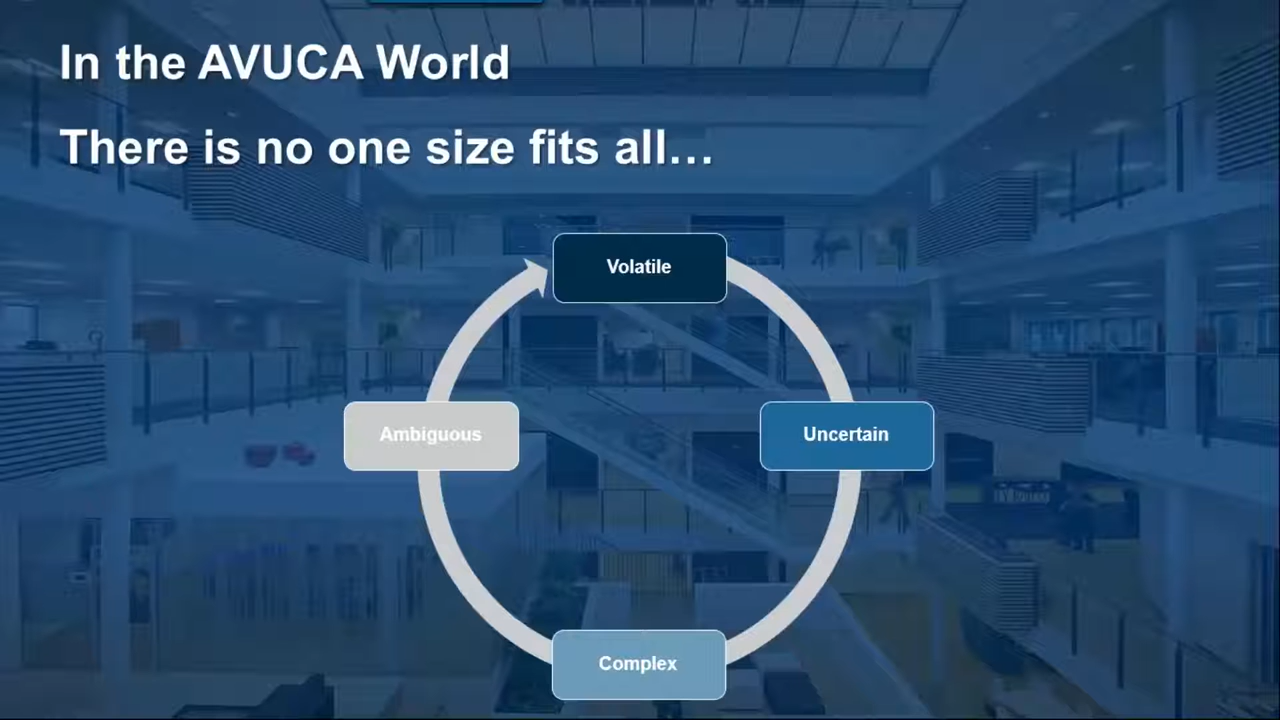 In the AVUCA World
There is no one size fits all…
Volatile
Ambiguous
Uncertain
Complex